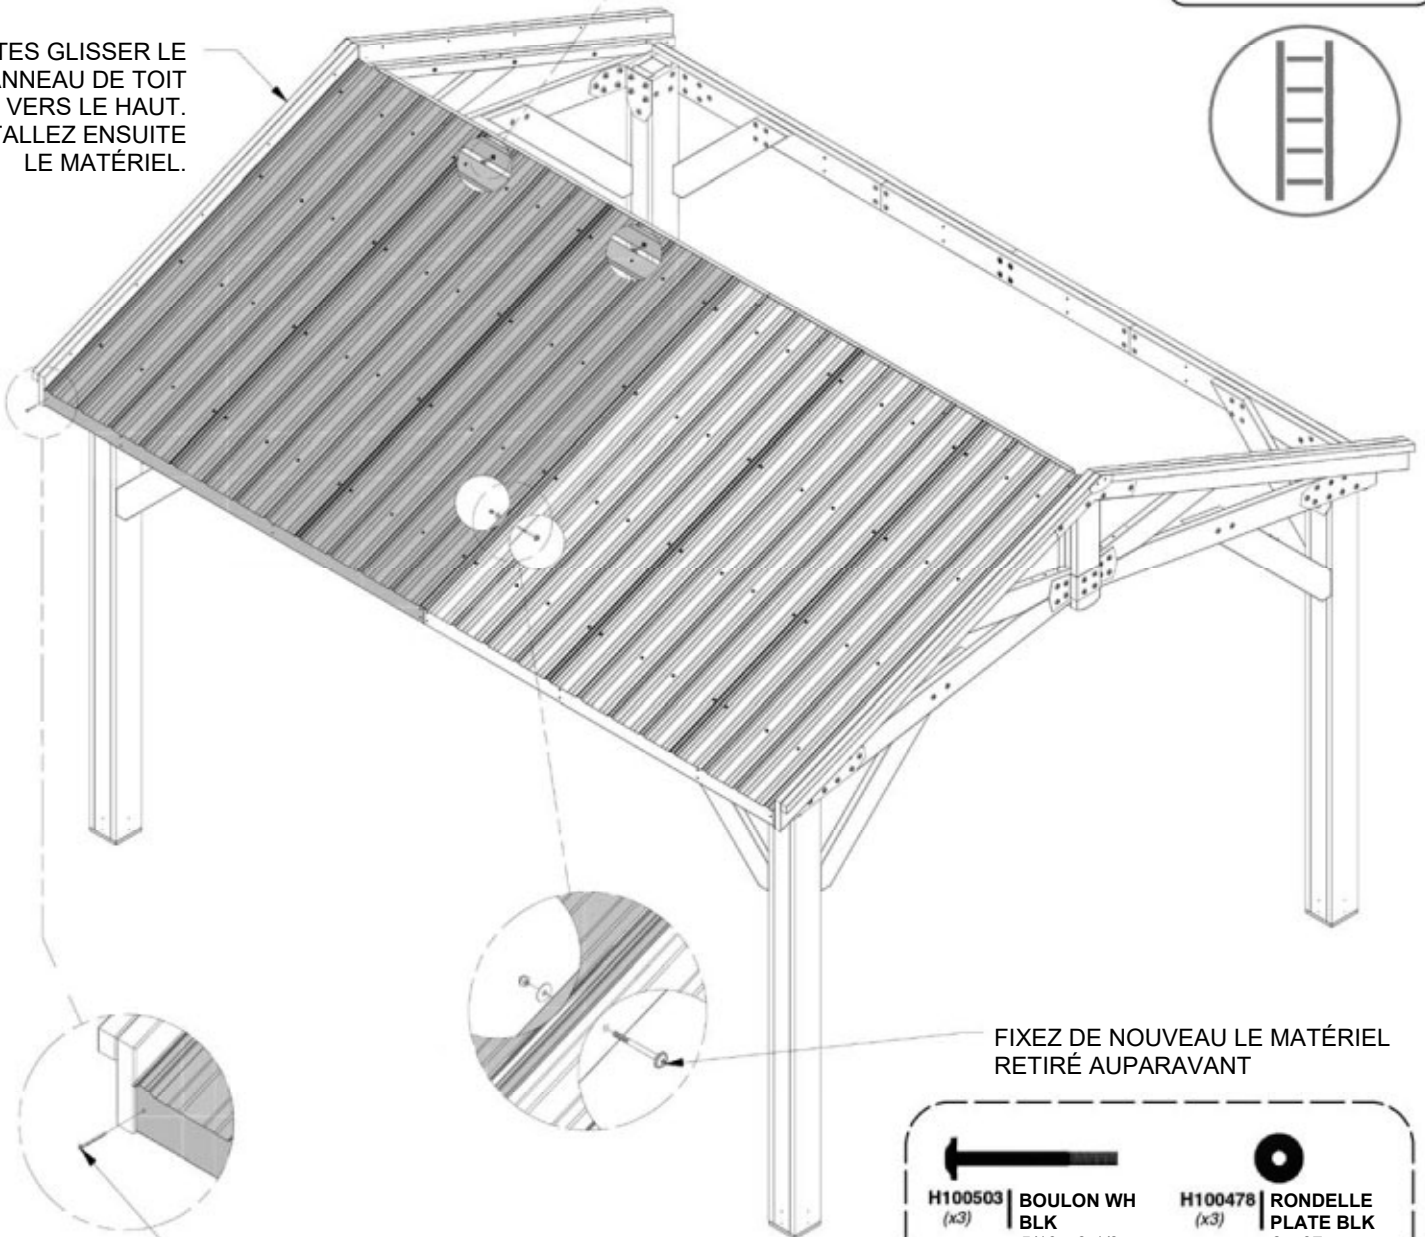 TES GLISSER LE
ANNEAU DE TOIT
VERS LE HAUT.
TALLEZ ENSUITE
LE MATÉRIEL.
FIXEZ DE NOUVEAU LE MATÉRIEL
RETIRÉ AUPARAVANT
H100503 BOULON WH
(x3) BLK
H100478 RONDELLE
(x3) PLATE BLK